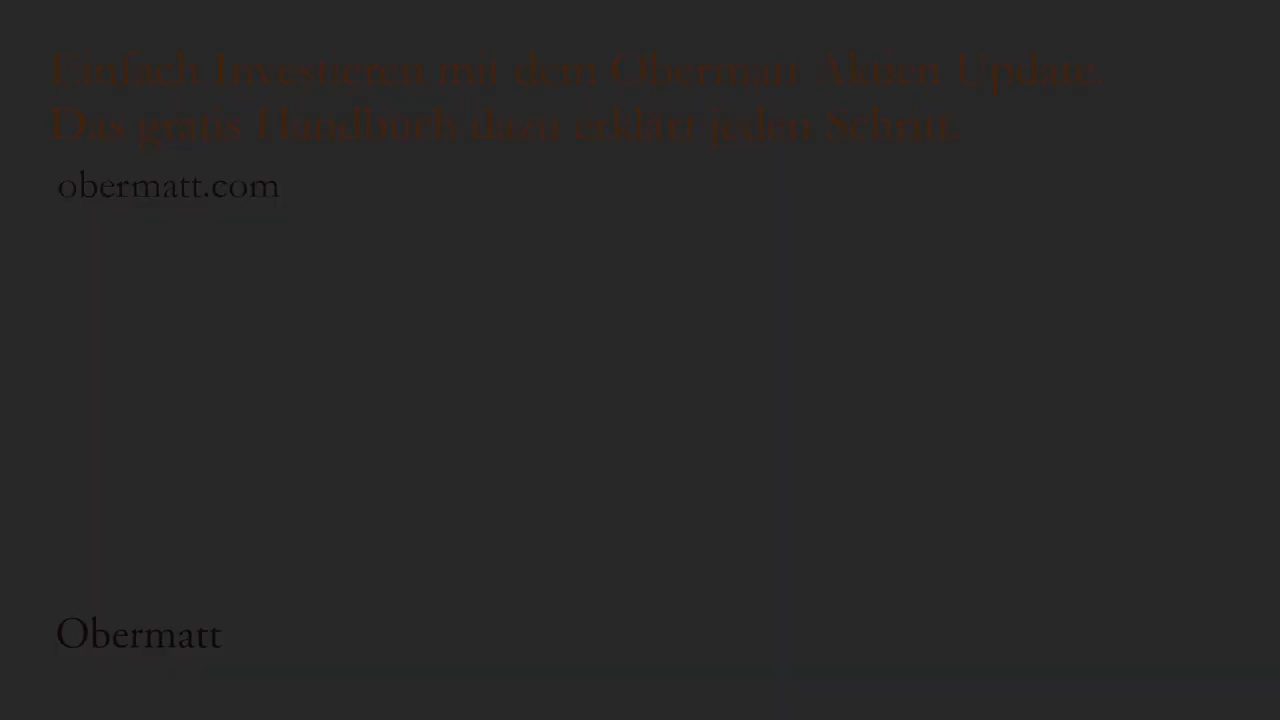 Einfach Investieren mit dem Obermatt Aktien Update.
Das gratis Handbuch dazu erklärt jeden Schritt.
obermatt.com
Obermatt